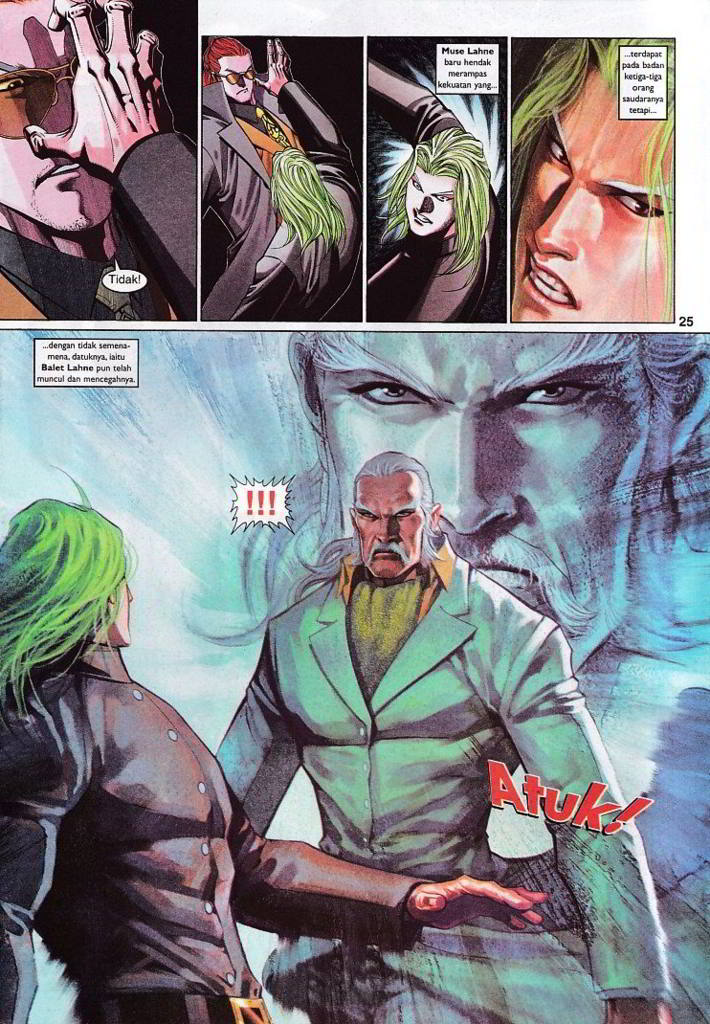 Tidak!
Muse Lahne
baru hendak
merampas
kekuatan yang...
...terdapat
pada badan
ketiga-tiga
orang
saudaranya
tetapi...
25
...dengan tidak semena-
mena, datuknya, iaitu
Balet Lahne pun telah
muncul dan mencegahnya.
!!!
Atuk!